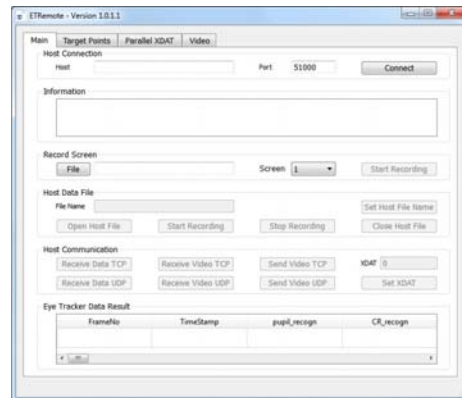 ETRemote - Version 1.0.1.1
Main Target Points Parallel XDAT Video
Host Connection
Host Port 51000 Connect
Information
Record Screen
File Screen 1 Start Recording
Host Data File
File Name Set Host File Name
Open Host File Start Recording Stop Recording Close Host File
Host Communication
Receive Data TCP Receive Video TCP Send Video TCP XDAT 0
Receive Data UDP Receive Video UDP Send Video UDP Set XDAT
Eye Tracker Data Result
FrameNo TimeStamp pupil_recogn CR_recogn